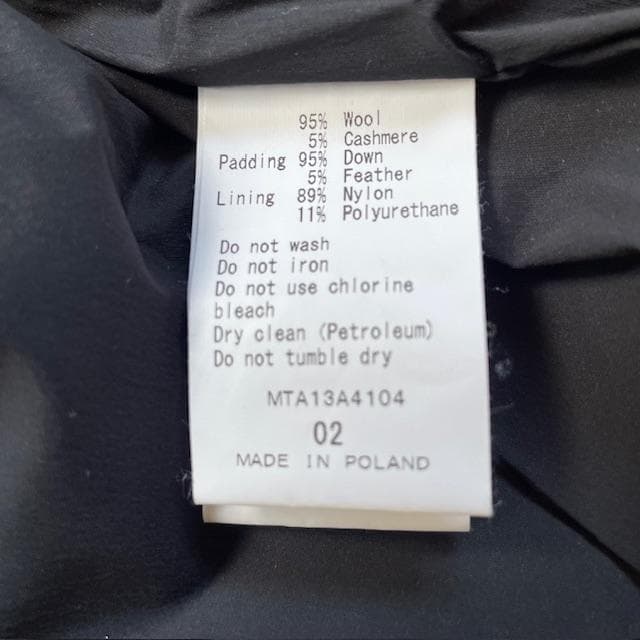 95% Wool
5% Cashmere
Padding 95% Down
5% Feather
Lining 89% Nylon
11% Polyurethane
Do not wash
Do not iron
Do not use chlorine
bleach
Dry clean (Petroleum)
Do not tumble dry
MTA13A4104
02
MADE IN POLAND